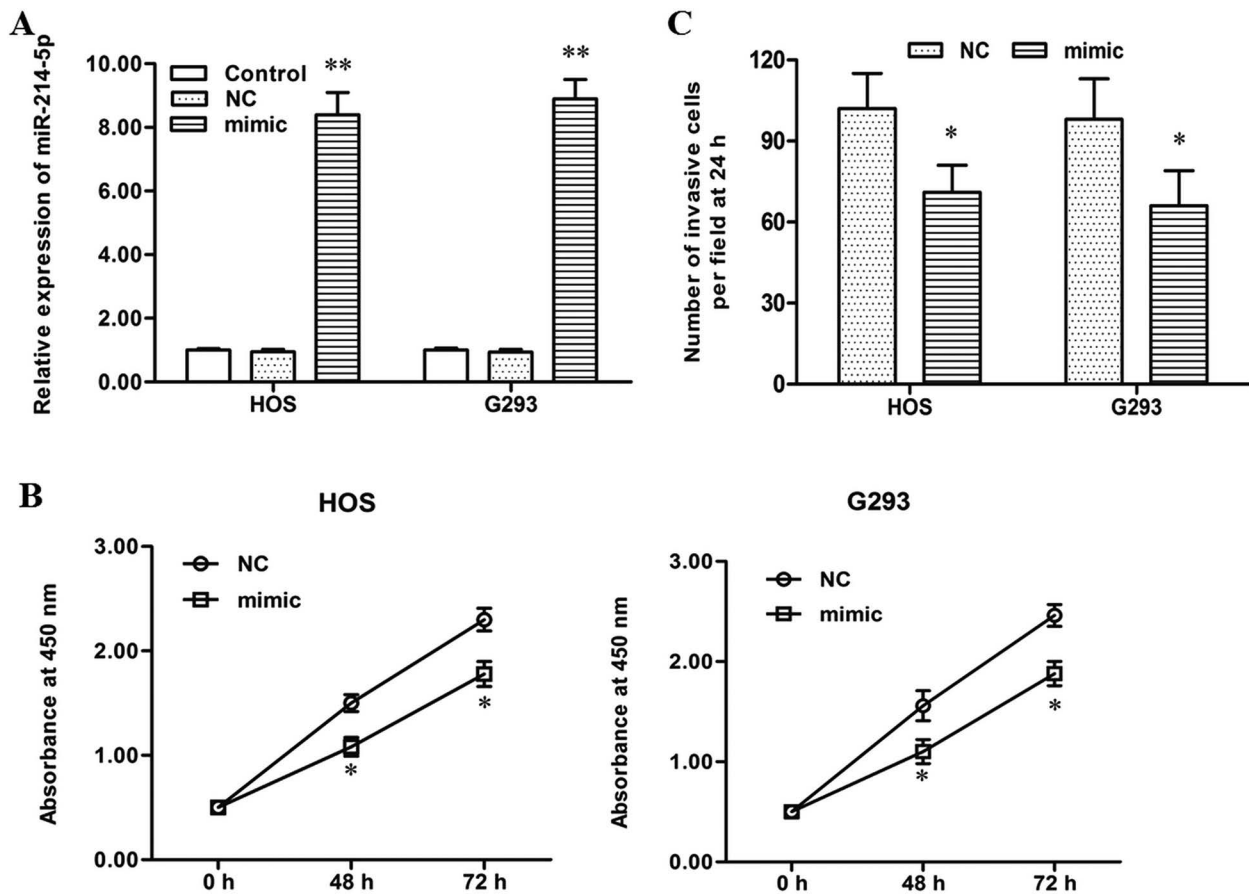 A
Relative expression of miR-214-5p
10.00
8.00
6.00
4.00
2.00
0.00
Control
NC
mimic
**
**
HOS
G293
C
Number of invasive cells
per field at 24 h
120
90
60
30
0
NC
mimic
*
*
HOS
G293
B
HOS
Absorbance at 450 nm
3.00
2.00
1.00
0.00
NC
mimic
*
*
0 h
48 h
72 h
G293
Absorbance at 450 nm
3.00
2.00
1.00
0.00
NC
mimic
*
*
0 h
48 h
72 h